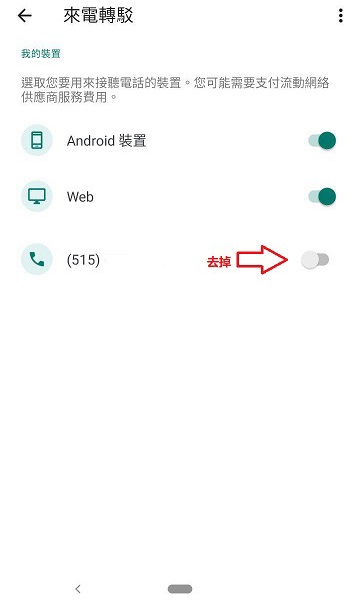 來電轉駁
我的裝置
選取您要用來接聽電話的裝置。您可能需要支付流動網絡
供應商服務費用。
Android 裝置
Web
(515)
去掉